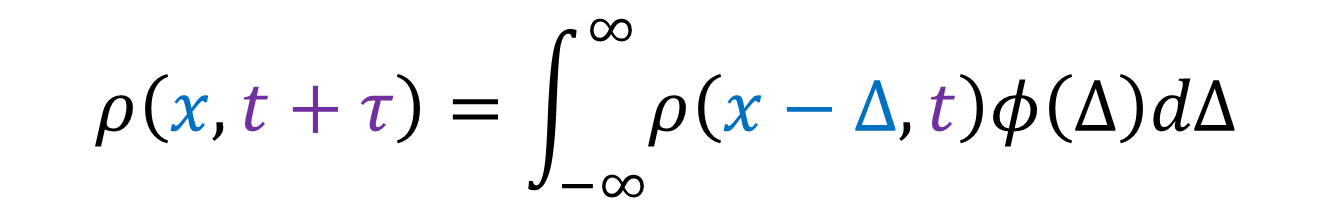 ρ(x, t + τ) = ∫_{−∞}^{∞} ρ(x − Δ, t)ϕ(Δ)dΔ